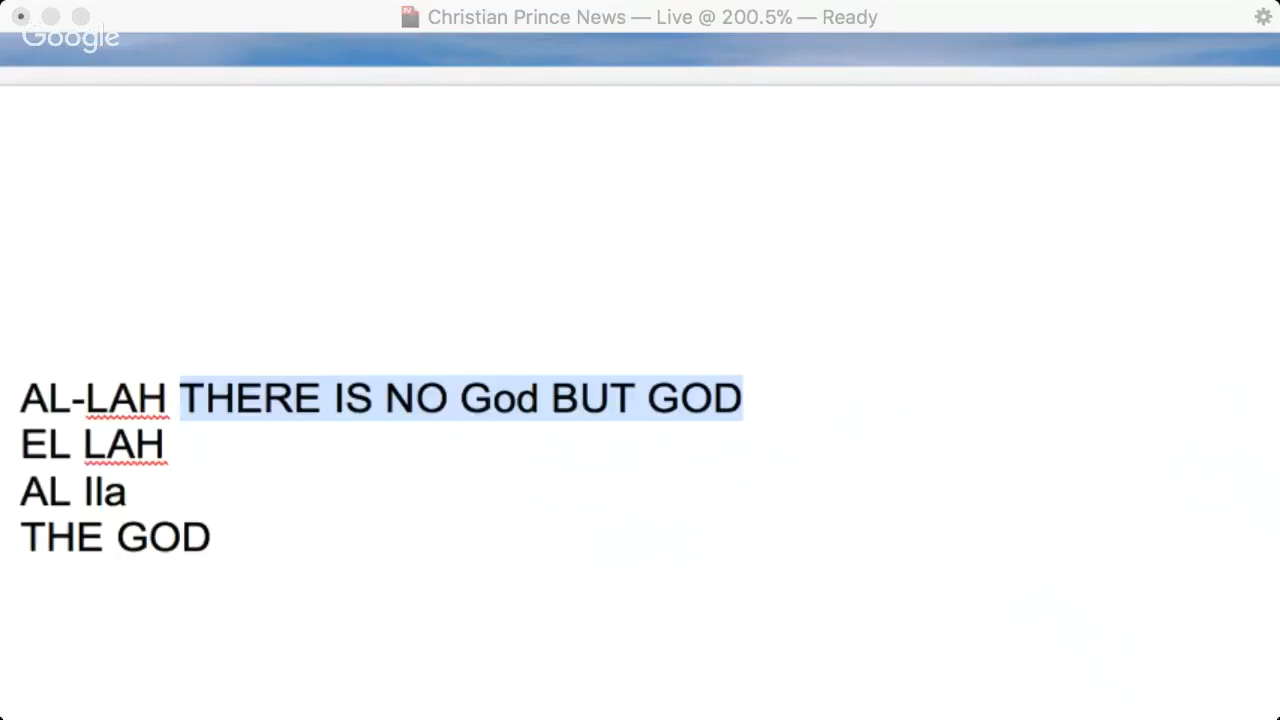 Christian Prince News — Live @ 200.5% — Ready
Google
AL-LAH THERE IS NO God BUT GOD
EL LAH
AL Ila
THE GOD